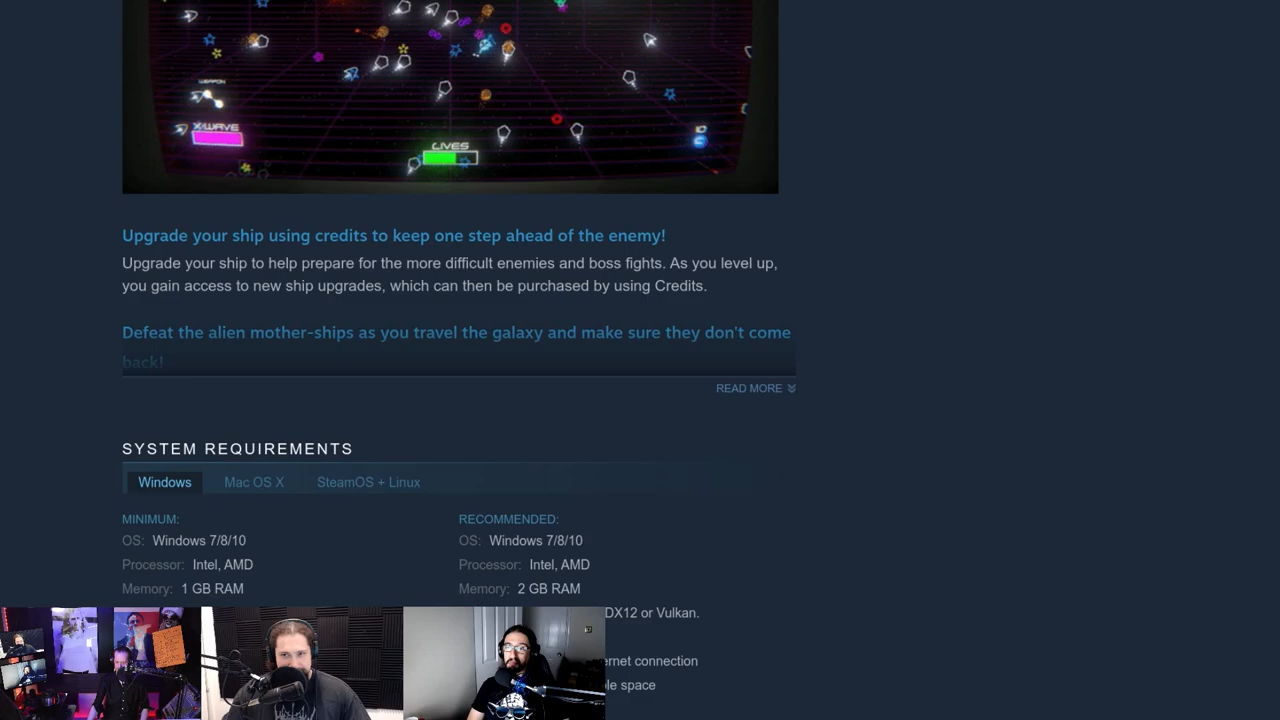 WEAPON
X-WAVE
LIVES
Upgrade your ship using credits to keep one step ahead of the enemy!
Upgrade your ship to help prepare for the more difficult enemies and boss fights. As you level up,
you gain access to new ship upgrades, which can then be purchased by using Credits.
Defeat the alien mother-ships as you travel the galaxy and make sure they don't come
back!
READ MORE
SYSTEM REQUIREMENTS
Windows Mac OS X SteamOS + Linux
MINIMUM: RECOMMENDED:
OS: Windows 7/8/10 OS: Windows 7/8/10
Processor: Intel, AMD Processor: Intel, AMD
Memory: 1 GB RAM Memory: 2 GB RAM
DX12 or Vulkan.
ernet connection
le space